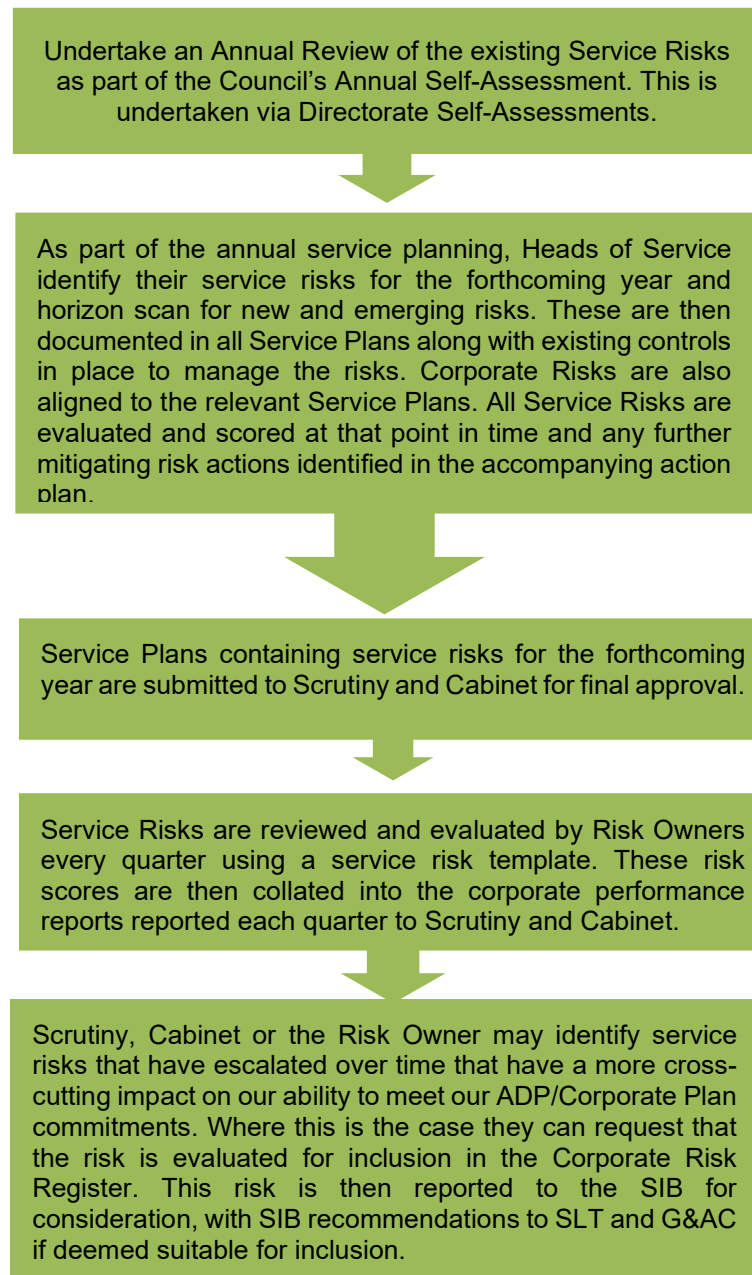 Undertake an Annual Review of the existing Service Risks
as part of the Council’s Annual Self-Assessment. This is
undertaken via Directorate Self-Assessments.
As part of the annual service planning, Heads of Service
identify their service risks for the forthcoming year and
horizon scan for new and emerging risks. These are then
documented in all Service Plans along with existing controls
in place to manage the risks. Corporate Risks are also
aligned to the relevant Service Plans. All Service Risks are
evaluated and scored at that point in time and any further
mitigating risk actions identified in the accompanying action
plan.
Service Plans containing service risks for the forthcoming
year are submitted to Scrutiny and Cabinet for final approval.
Service Risks are reviewed and evaluated by Risk Owners
every quarter using a service risk template. These risk
scores are then collated into the corporate performance
reports reported each quarter to Scrutiny and Cabinet.
Scrutiny, Cabinet or the Risk Owner may identify service
risks that have escalated over time that have a more cross-
cutting impact on our ability to meet our ADP/Corporate Plan
commitments. Where this is the case they can request that
the risk is evaluated for inclusion in the Corporate Risk
Register. This risk is then reported to the SIB for
consideration, with SIB recommendations to SLT and G&AC
if deemed suitable for inclusion.